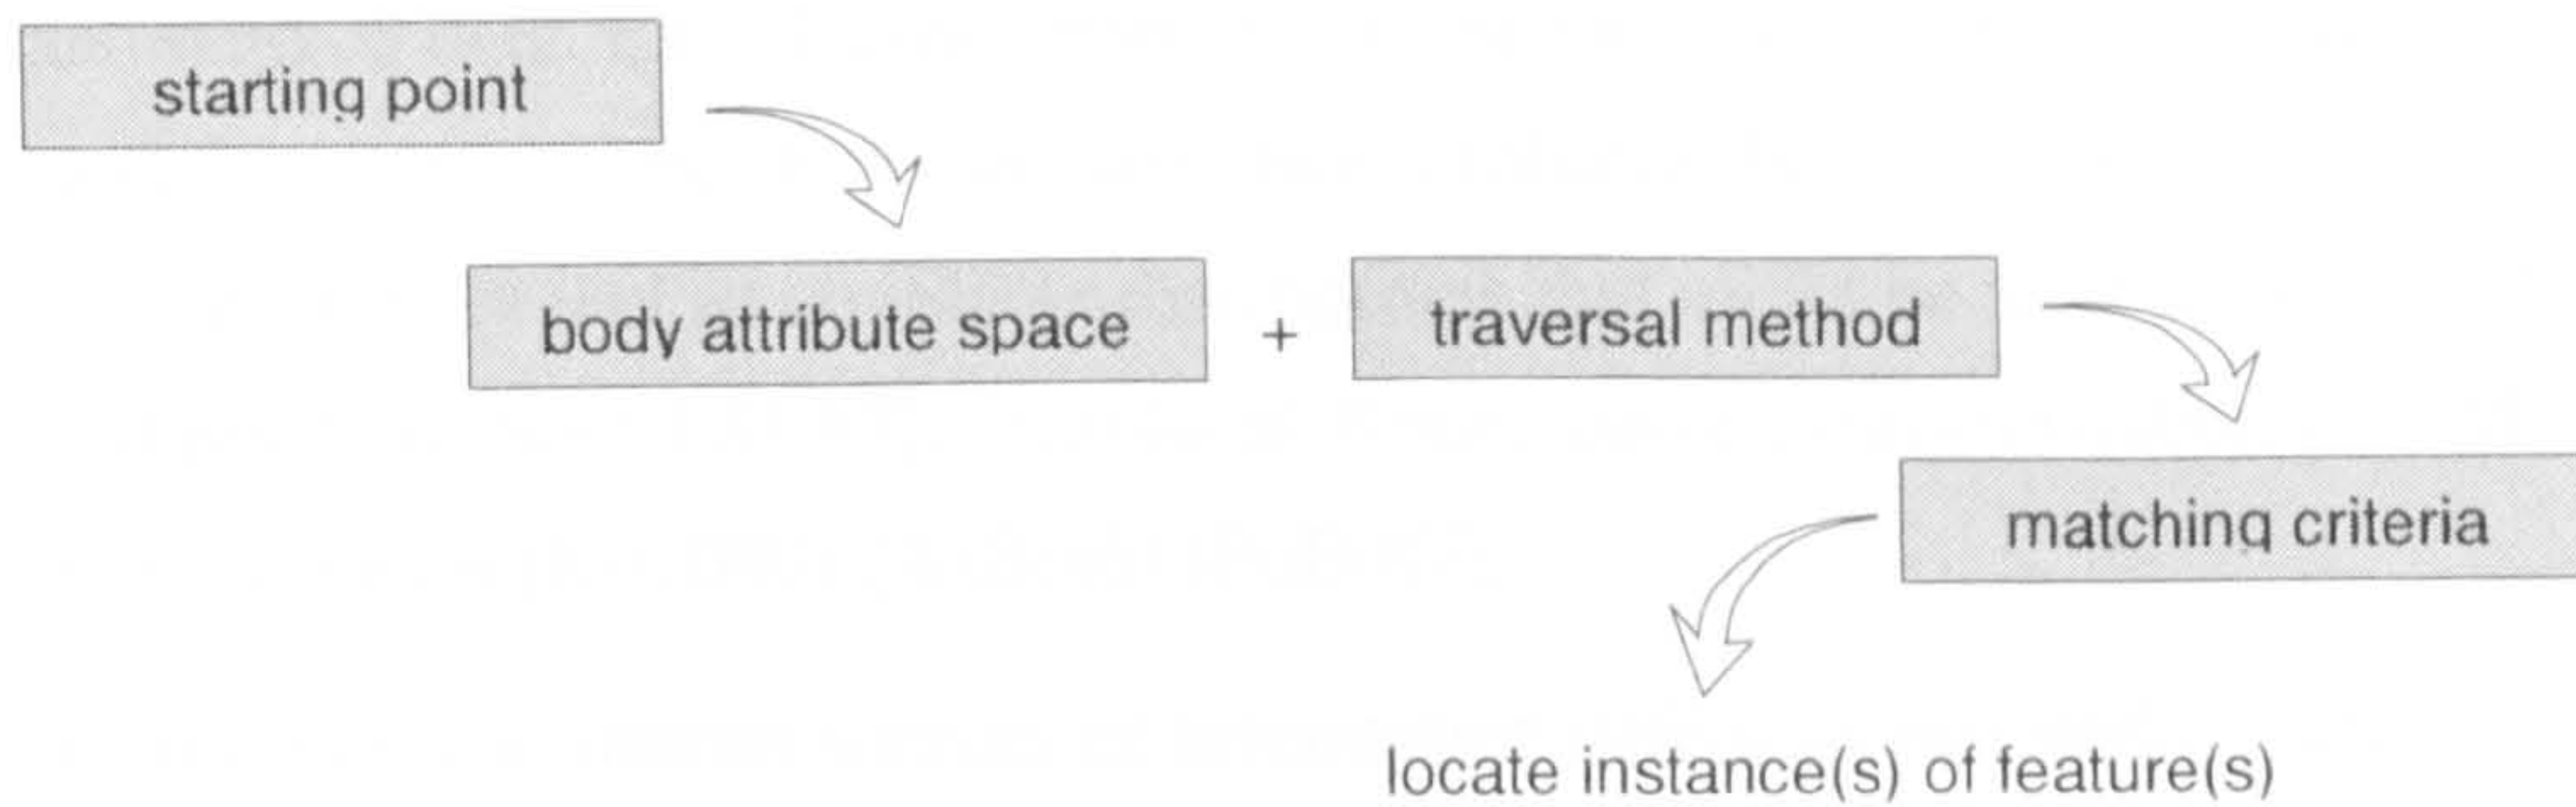 starting point
body attribute space + traversal method
matching criteria
locate instance(s) of feature(s)